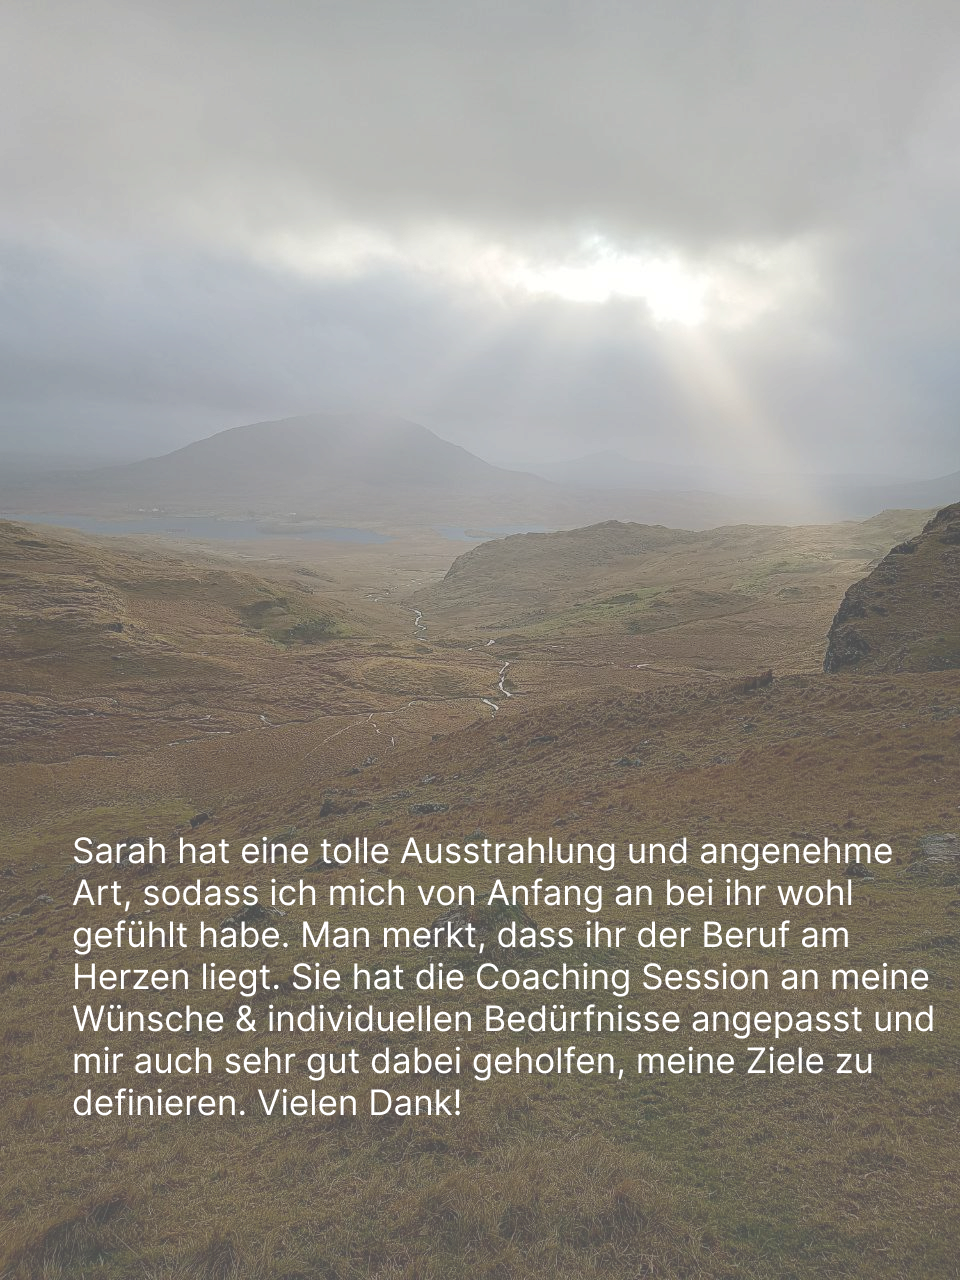 Sarah hat eine tolle Ausstrahlung und angenehme
Art, sodass ich mich von Anfang an bei ihr wohl
gefühlt habe. Man merkt, dass ihr der Beruf am
Herzen liegt. Sie hat die Coaching Session an meine
Wünsche & individuellen Bedürfnisse angepasst und
mir auch sehr gut dabei geholfen, meine Ziele zu
definieren. Vielen Dank!